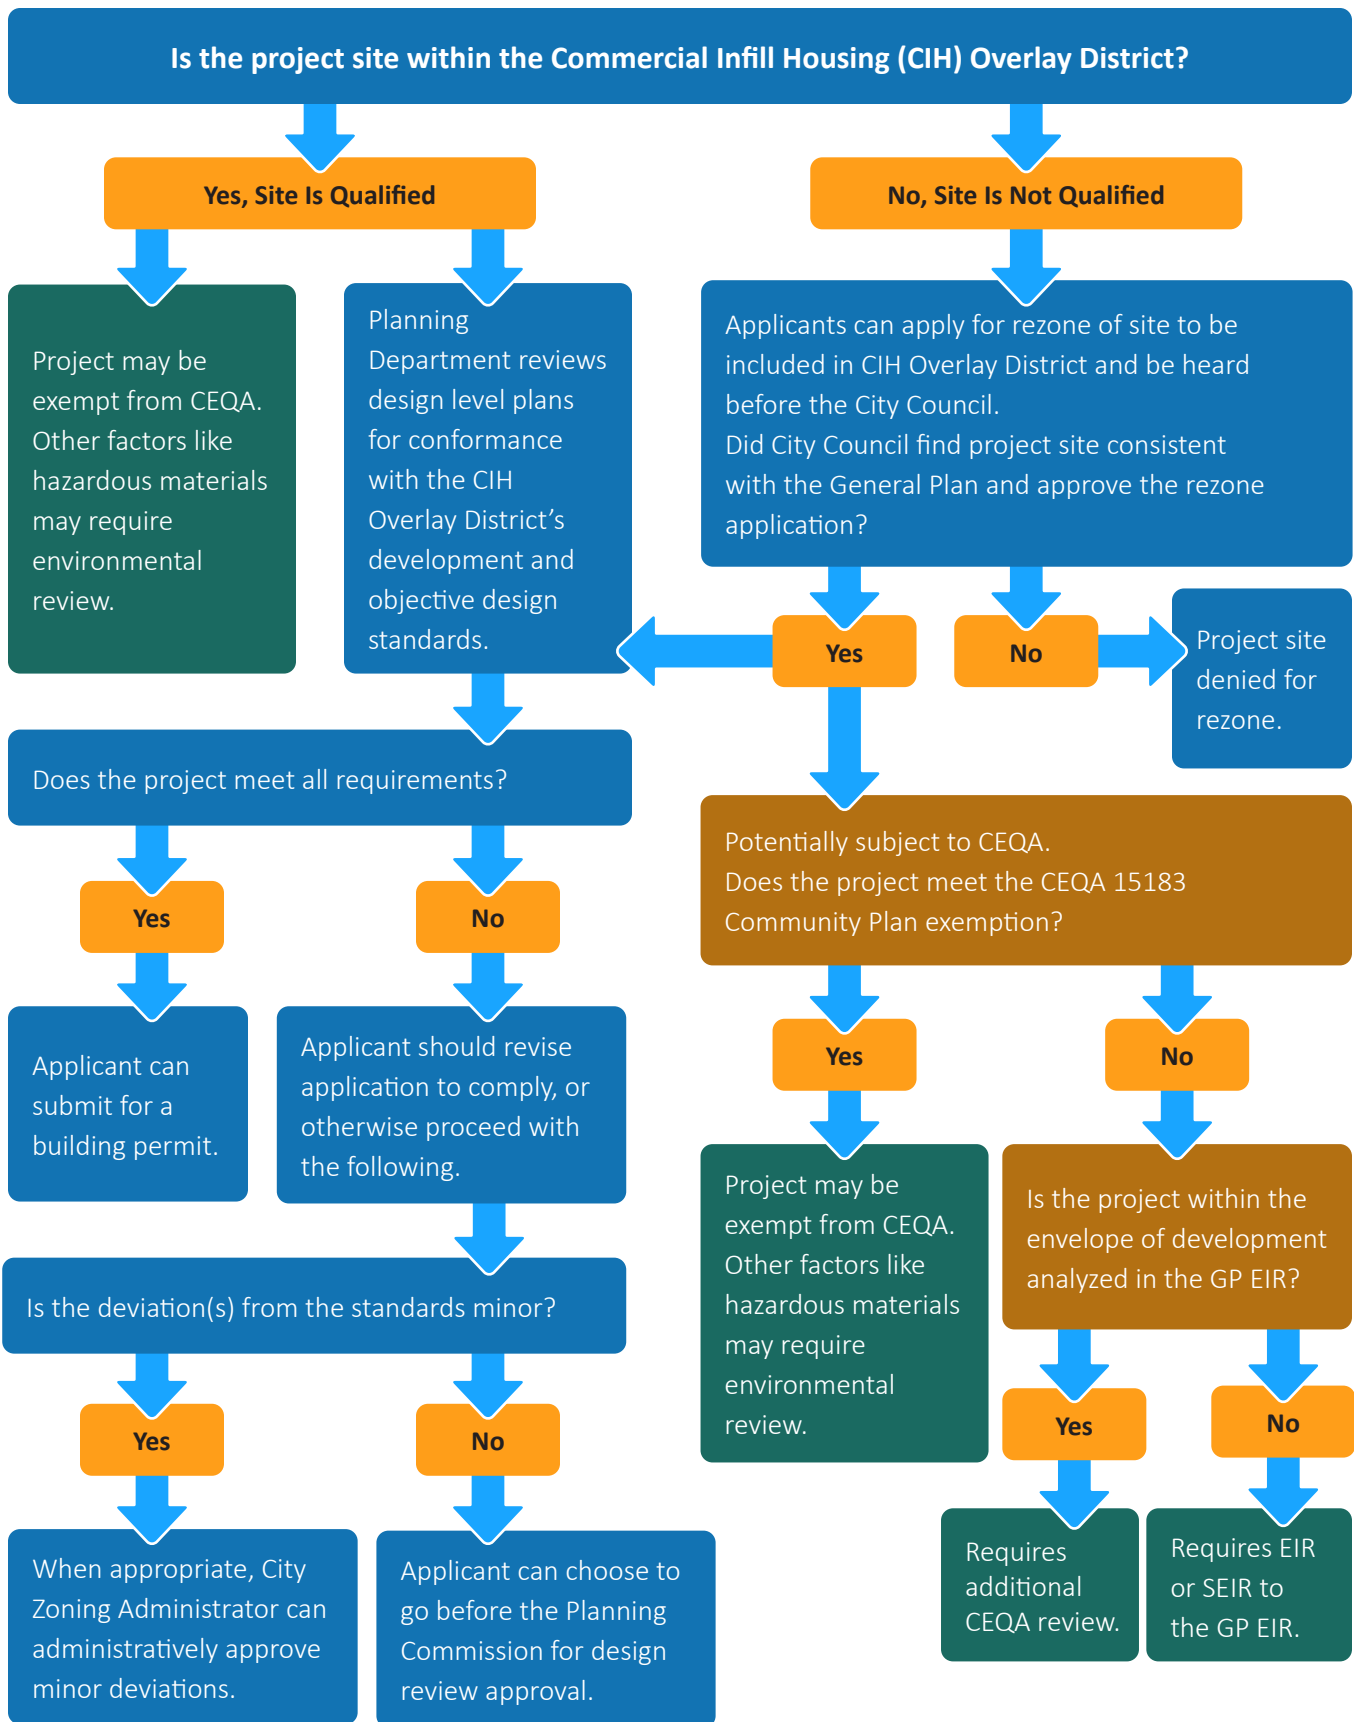 Is the project site within the Commercial Infill Housing (CIH) Overlay District?
Yes, Site Is Qualified
No, Site Is Not Qualified
Project may be
exempt from CEQA.
Other factors like
hazardous materials
may require
environmental
review.
Planning
Department reviews
design level plans
for conformance
with the CIH
Overlay District’s
development and
objective design
standards.
Applicants can apply for rezone of site to be
included in CIH Overlay District and be heard
before the City Council.
Did City Council find project site consistent
with the General Plan and approve the rezone
application?
Yes
No
Project site
denied for
rezone.
Does the project meet all requirements?
Yes
No
Applicant can
submit for a
building permit.
Applicant should revise
application to comply, or
otherwise proceed with
the following.
Is the deviation(s) from the standards minor?
Yes
No
When appropriate, City
Zoning Administrator can
administratively approve
minor deviations.
Applicant can choose to
go before the Planning
Commission for design
review approval.
Potentially subject to CEQA.
Does the project meet the CEQA 15183
Community Plan exemption?
Yes
No
Project may be
exempt from CEQA.
Other factors like
hazardous materials
may require
environmental
review.
Is the project within the
envelope of development
analyzed in the GP EIR?
Yes
No
Requires
additional
CEQA review.
Requires EIR
or SEIR to
the GP EIR.